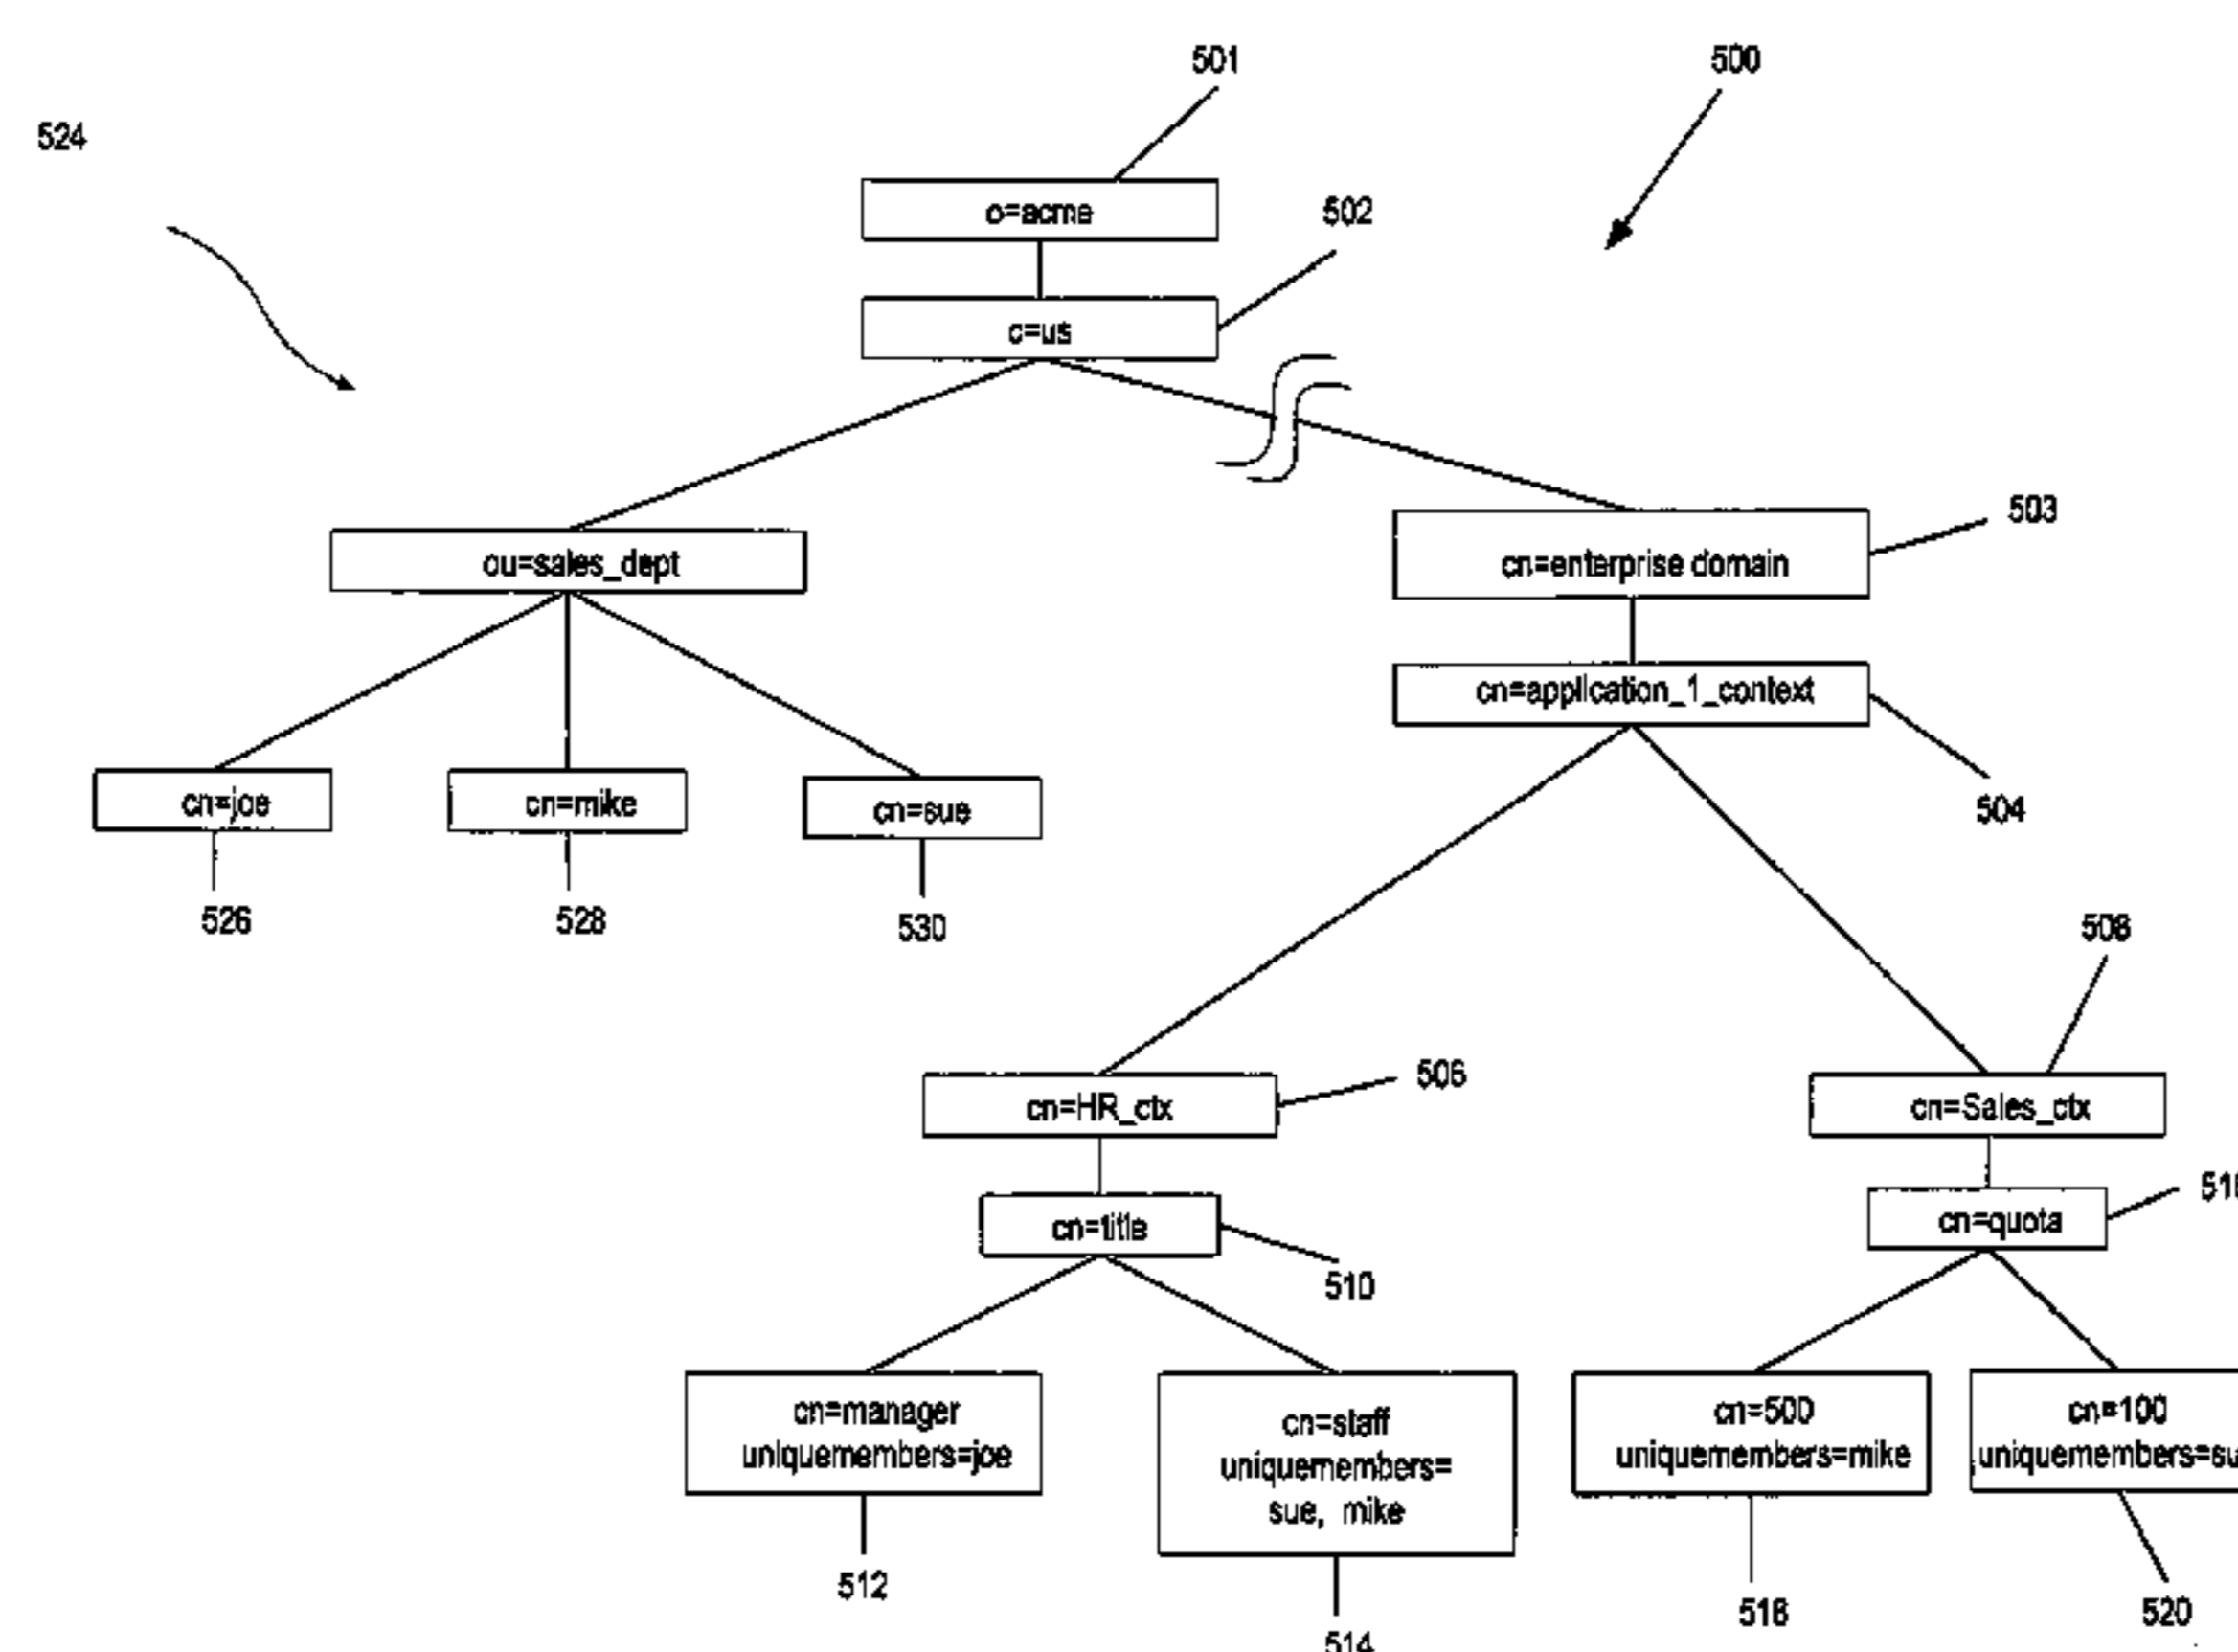 501
500
524
o=acme
502
c=us
503
ou=sales_dept
cn=enterprise domain
cn=application_1_context
cn=joe
cn=mike
cn=sue
504
526
528
530
508
506
cn=HR_ctx
cn=Sales_ctx
cn=title
cn=quota
510
cn=manager
uniquemembers=joe
cn=staff
uniquemembers=
sue, mike
cn=500
uniquemembers=mike
cn=100
512
514
520